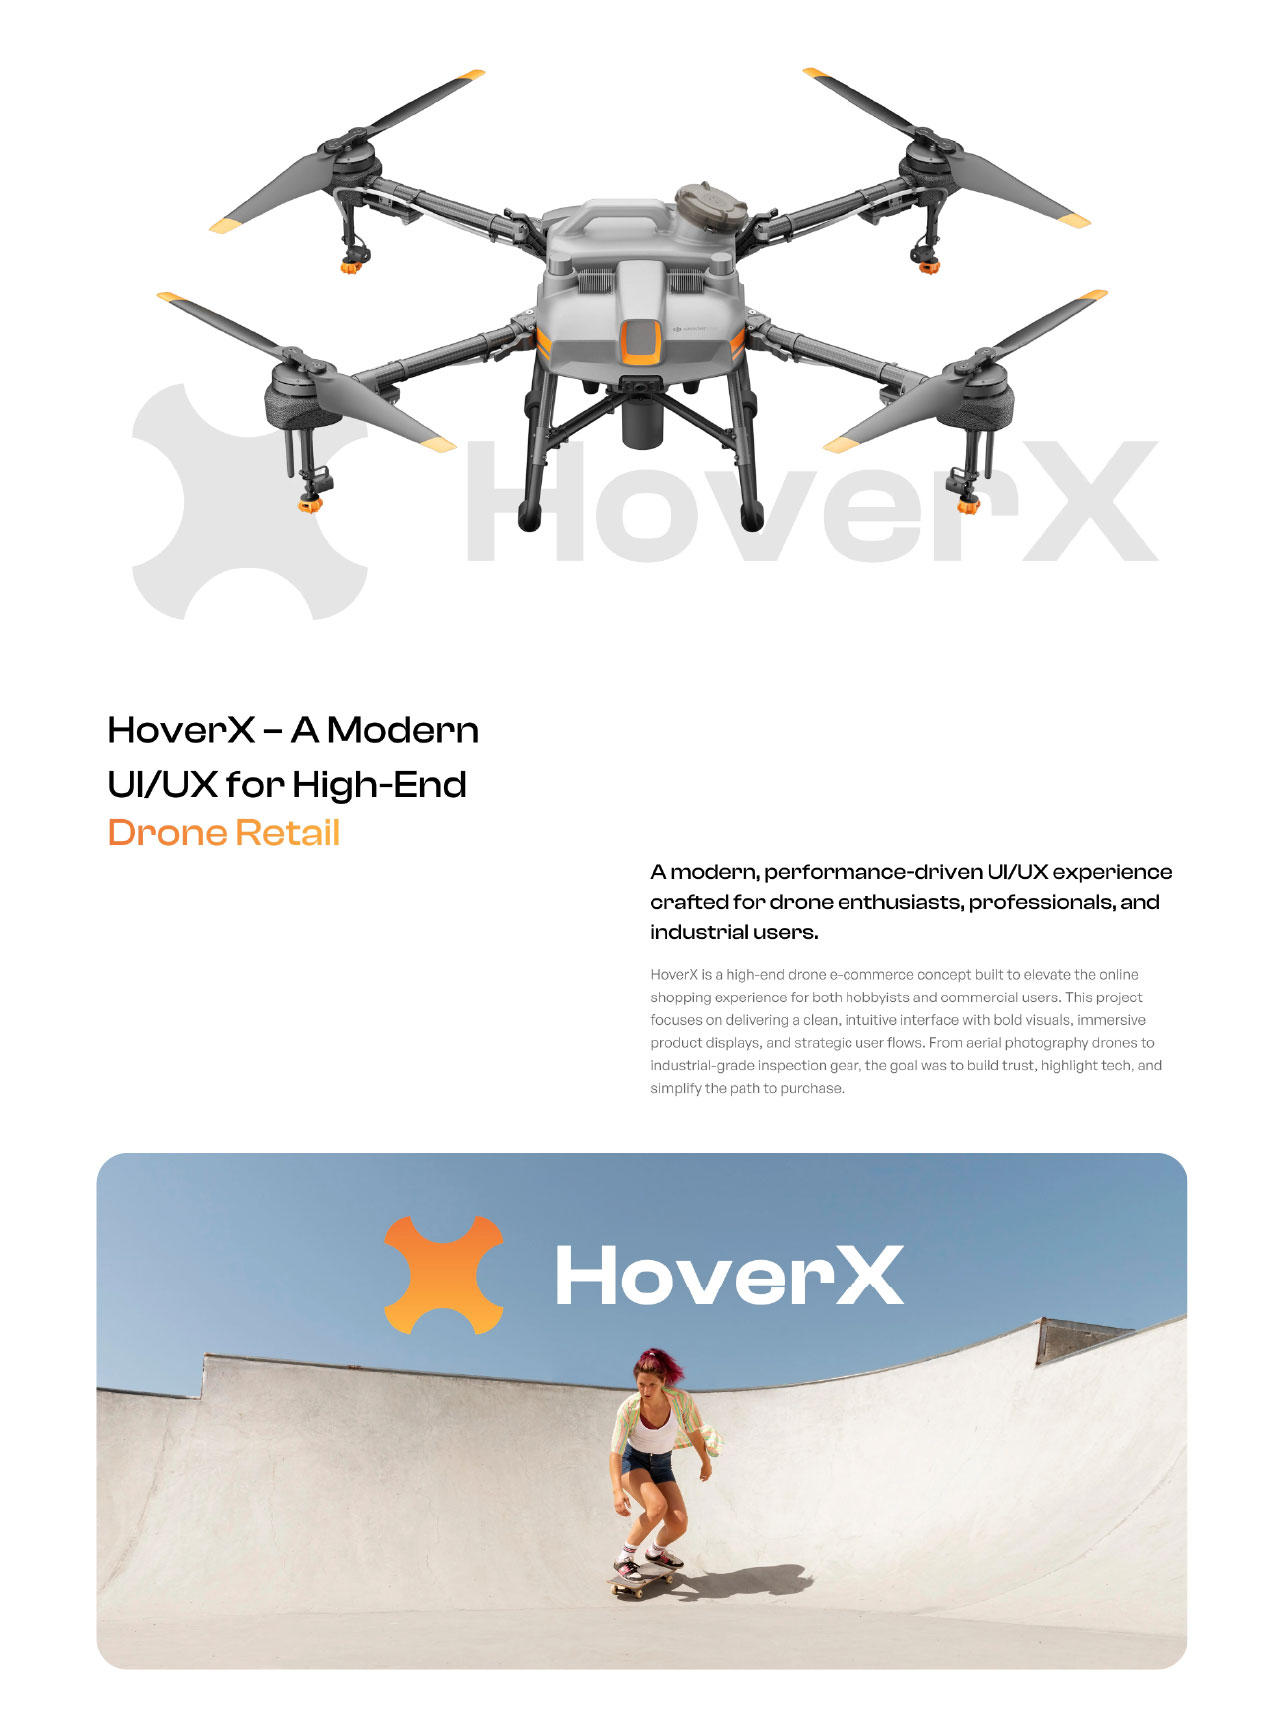 HoverX
HoverX – A Modern
UI/UX for High-End
Drone Retail
A modern, performance-driven UI/UX experience
crafted for drone enthusiasts, professionals, and
industrial users.
HoverX is a high-end drone e-commerce concept built to elevate the online
shopping experience for both hobbyists and commercial users. This project
focuses on delivering a clean, intuitive interface with bold visuals, immersive
product displays, and strategic user flows. From aerial photography drones to
industrial-grade inspection gear, the goal was to build trust, highlight tech, and
simplify the path to purchase.
HoverX